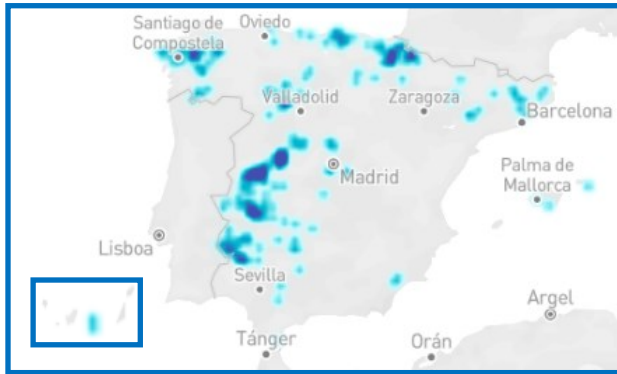 Santiago de
Compostela
Oviedo
Valladolid
Zaragoza
Barcelona
Madrid
Palma de
Mallorca
Lisboa
Sevilla
Argel
Tánger
Orán